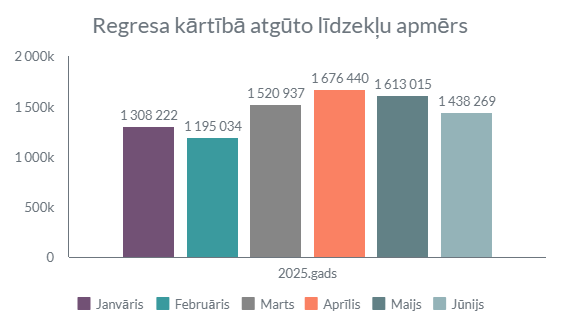 Regresa kārtībā atgūto līdzekļu apmērs
2 000k
1 500k
1 000k
500k
0
1 308 222
1 195 034
1 520 937
1 676 440
1 613 015
1 438 269
2025.gads
Janvāris Februāris Marts Aprīlis Maijs Jūnijs